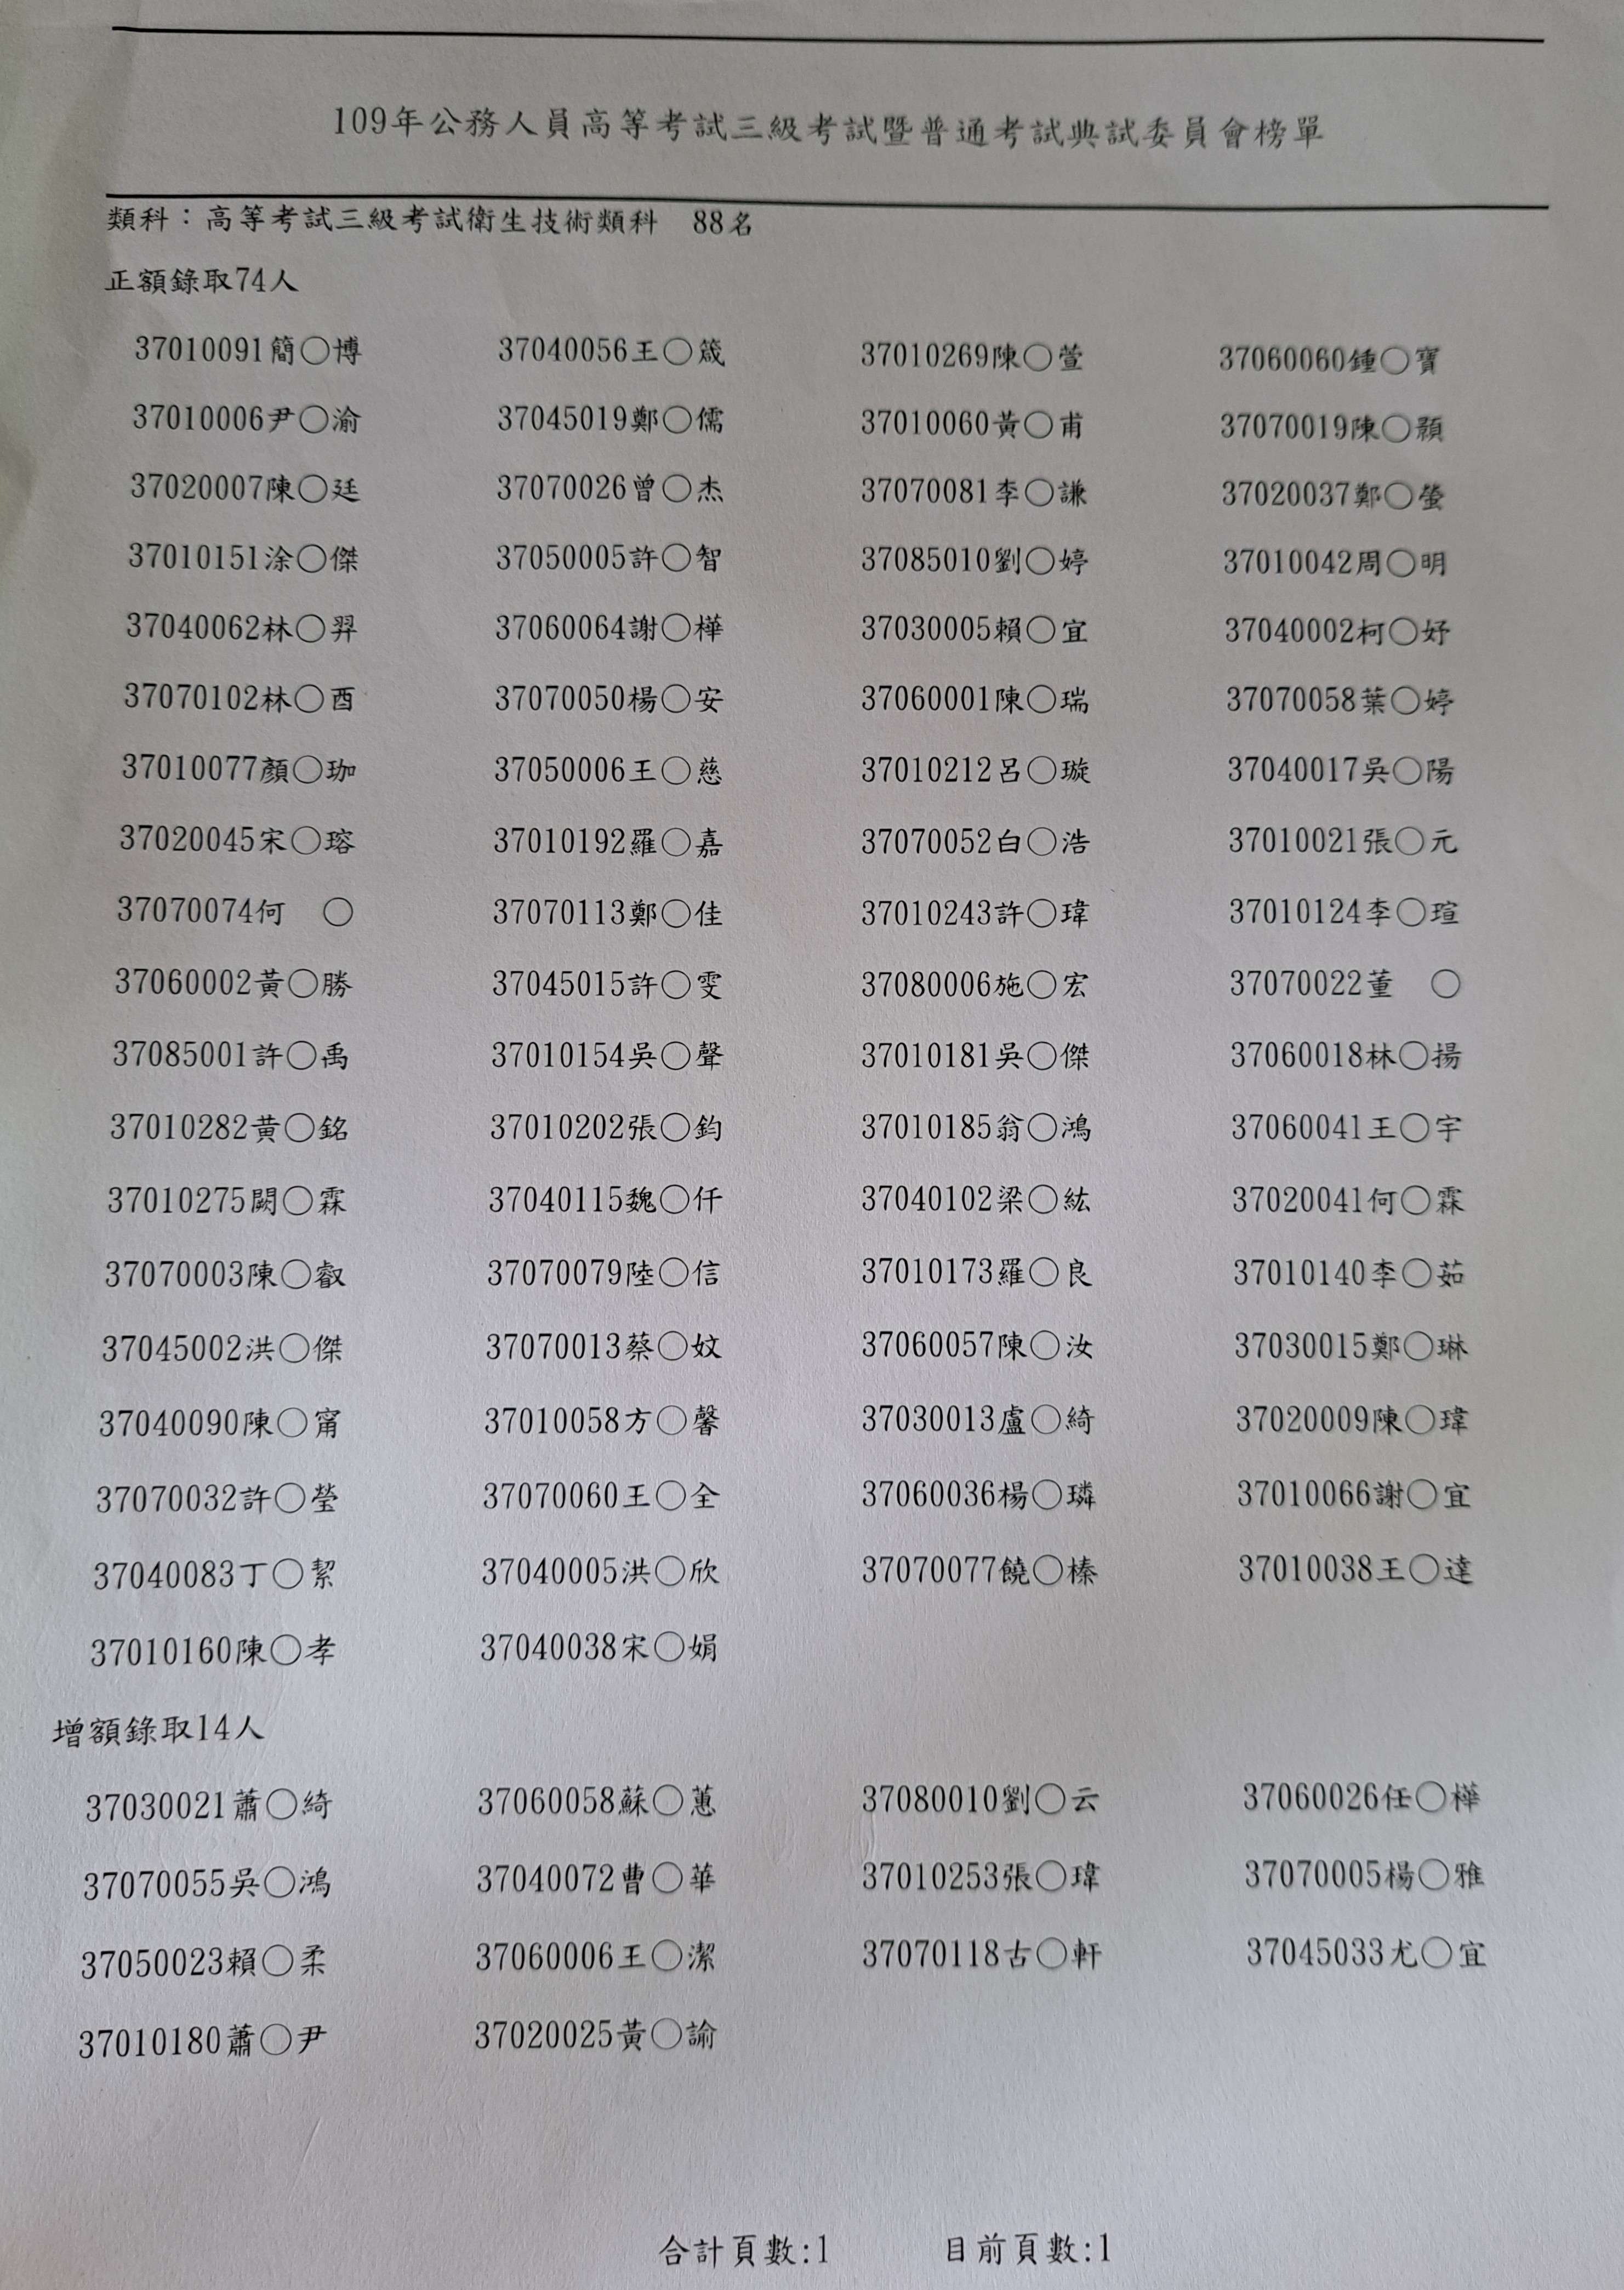 109年公務人員高等考試三級考試暨普通考試典試委員會榜單
類科：高等考試三級考試衛生技術類科　88名
正額錄取74人
37010091簡○博　37040056王○箴　37010269陳○萱　37060060鍾○寶
37010006尹○渝　37045019鄭○儒　37010060黃○甫　37070019陳○顥
37020007陳○廷　37070026曾○杰　37070081李○謙　37020037鄭○螢
37010151涂○傑　37050005許○智　37085010劉○婷　37010042周○明
37040062林○羿　37060064謝○樺　37030005賴○宜　37040002柯○妤
37070102林○酉　37070050楊○安　37060001陳○瑞　37070058葉○婷
37010077顏○珈　37050006王○慈　37010212呂○璇　37040017吳○陽
37020045宋○瑢　37010192羅○嘉　37070052白○浩　37010021張○元
37070074何　○　37070113鄭○佳　37010243許○瑋　37010124李○瑄
37060002黃○勝　37045015許○雯　37080006施○宏　37070022董　○
37085001許○禹　37010154吳○聲　37010181吳○傑　37060018林○揚
37010282黃○銘　37010202張○鈞　37010185翁○鴻　37060041王○宇
37010275闕○霖　37040115魏○仟　37040102梁○紘　37020041何○霖
37070003陳○叡　37070079陸○信　37010173羅○良　37010140李○茹
37045002洪○傑　37070013蔡○妏　37060057陳○汝　37030015鄭○琳
37040090陳○甯　37010058方○馨　37030013盧○綺　37020009陳○瑋
37070032許○瑩　37070060王○全　37060036楊○璘　37010066謝○宜
37040083丁○絜　37040005洪○欣　37070077饒○榛　37010038王○達
37010160陳○孝　37040038宋○娟
增額錄取14人
37030021蕭○綺　37060058蘇○蕙　37080010劉○云　37060026任○樺
37070055吳○鴻　37040072曹○華　37010253張○瑋　37070005楊○雅
37050023賴○柔　37060006王○潔　37070118古○軒　37045033尤○宜
37010180蕭○尹　37020025黃○諭
合計頁數:1　目前頁數:1